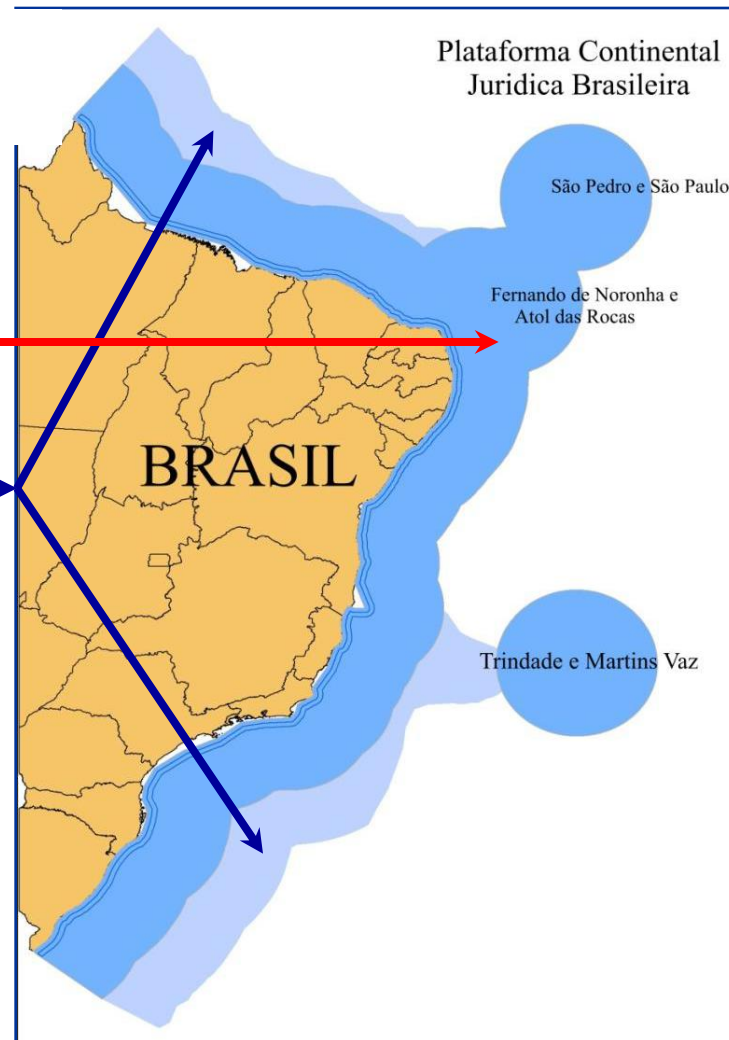 Plataforma Continental
Juridica Brasileira
São Pedro e São Paulo
Fernando de Noronha e
Atol das Rocas
BRASIL
Trindade e Martins Vaz